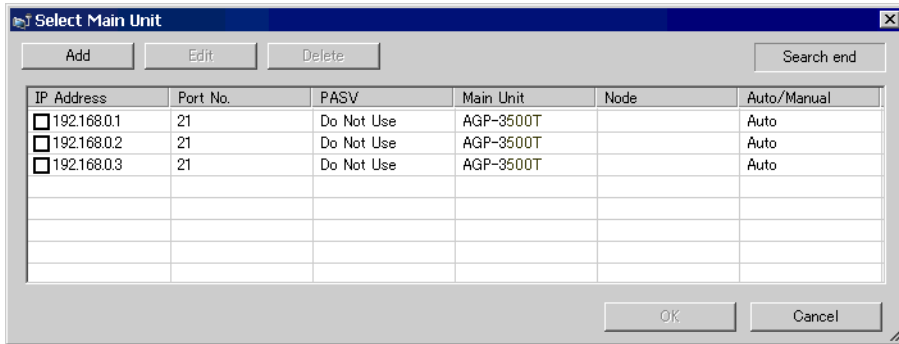 Select Main Unit
Add Edit Delete Search end
IP Address Port No. PASV Main Unit Node Auto/Manual
192.168.0.1 21 Do Not Use AGP-3500T Auto
192.168.0.2 21 Do Not Use AGP-3500T Auto
192.168.0.3 21 Do Not Use AGP-3500T Auto
OK Cancel